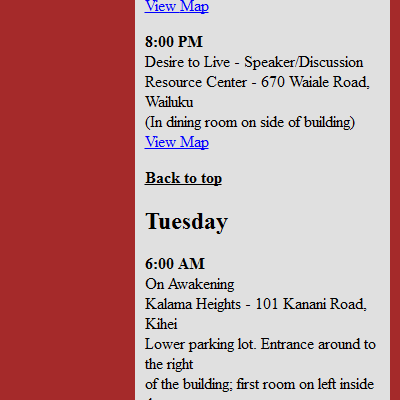 View Map
8:00 PM
Desire to Live - Speaker/Discussion
Resource Center - 670 Waiale Road,
Wailuku
(In dining room on side of building)
View Map
Back to top
Tuesday
6:00 AM
On Awakening
Kalama Heights - 101 Kanani Road,
Kihei
Lower parking lot. Entrance around to
the right
of the building; first room on left inside